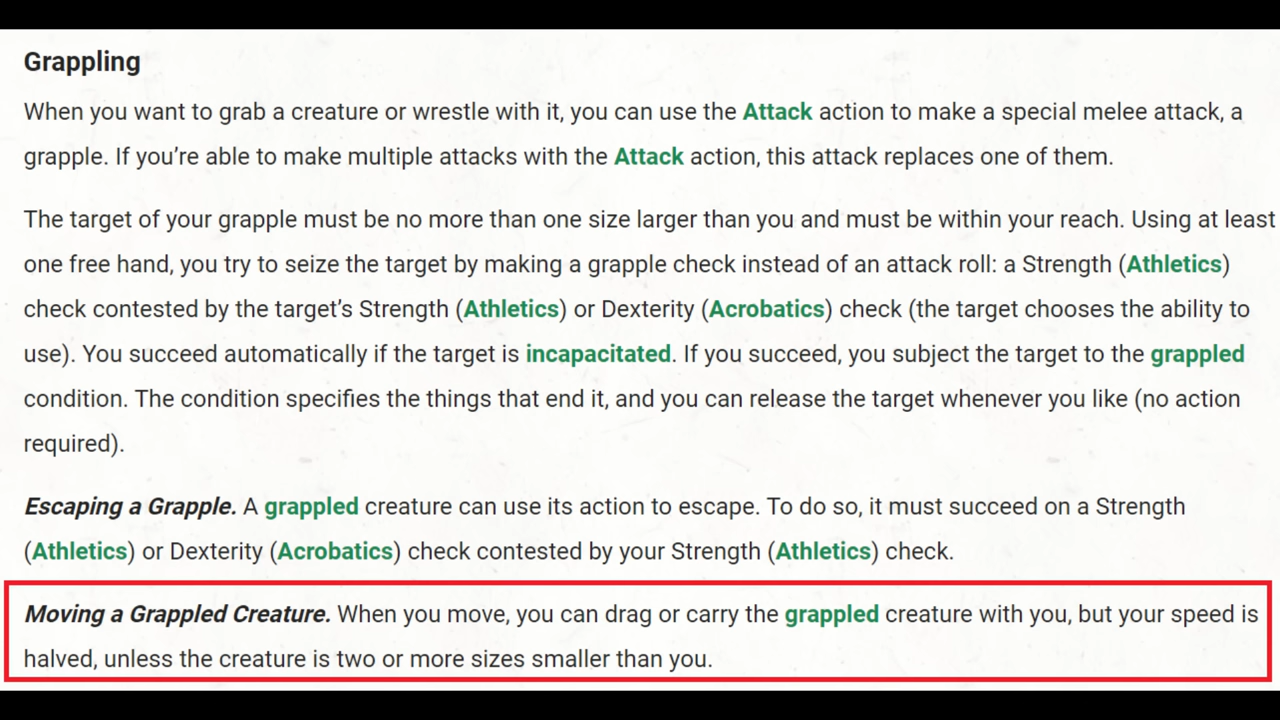 Grappling
When you want to grab a creature or wrestle with it, you can use the Attack action to make a special melee attack, a
grapple. If you’re able to make multiple attacks with the Attack action, this attack replaces one of them.
The target of your grapple must be no more than one size larger than you and must be within your reach. Using at least
one free hand, you try to seize the target by making a grapple check instead of an attack roll: a Strength (Athletics)
check contested by the target’s Strength (Athletics) or Dexterity (Acrobatics) check (the target chooses the ability to
use). You succeed automatically if the target is incapacitated. If you succeed, you subject the target to the grappled
condition. The condition specifies the things that end it, and you can release the target whenever you like (no action
required).
Escaping a Grapple. A grappled creature can use its action to escape. To do so, it must succeed on a Strength
(Athletics) or Dexterity (Acrobatics) check contested by your Strength (Athletics) check.
Moving a Grappled Creature. When you move, you can drag or carry the grappled creature with you, but your speed is
halved, unless the creature is two or more sizes smaller than you.